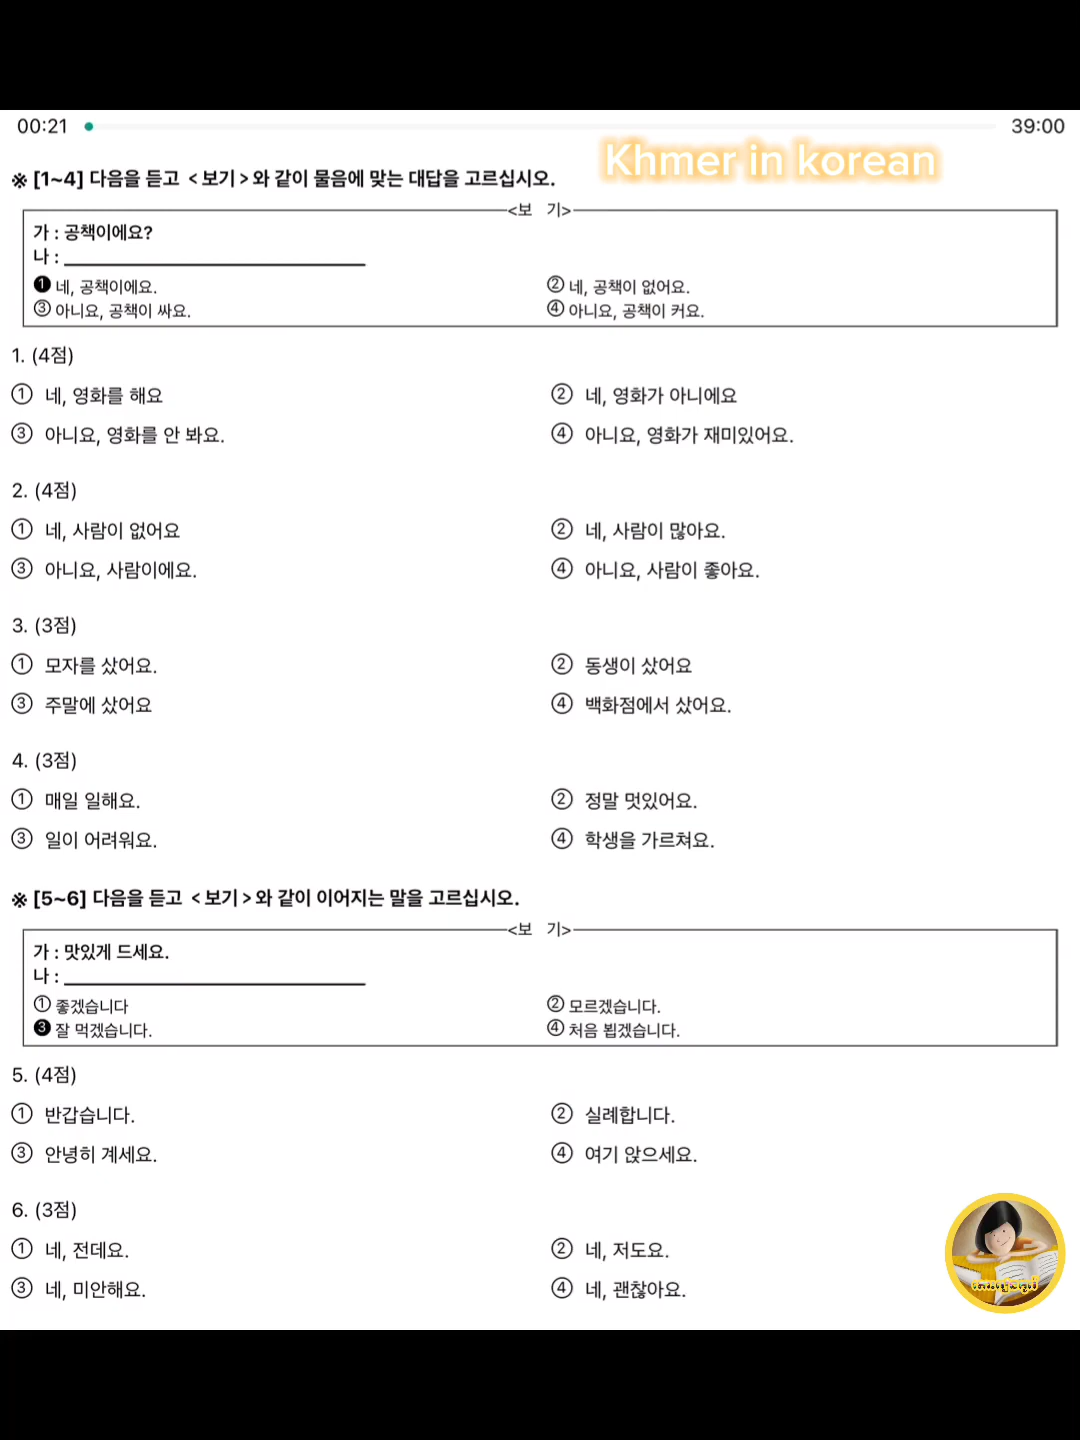 00:21 39:00
Khmer in korean
※ [1~4] 다음을 듣고 <보기>와 같이 물음에 맞는 대답을 고르십시오.
<보 기>
가 : 공책이에요?
나 : ____________________
❶ 네, 공책이에요. ② 네, 공책이 없어요.
③ 아니요, 공책이 싸요. ④ 아니요, 공책이 커요.
1. (4점)
① 네, 영화를 해요 ② 네, 영화가 아니에요
③ 아니요, 영화를 안 봐요. ④ 아니요, 영화가 재미있어요.
2. (4점)
① 네, 사람이 없어요 ② 네, 사람이 많아요.
③ 아니요, 사람이에요. ④ 아니요, 사람이 좋아요.
3. (3점)
① 모자를 샀어요. ② 동생이 샀어요
③ 주말에 샀어요 ④ 백화점에서 샀어요.
4. (3점)
① 매일 일해요. ② 정말 멋있어요.
③ 일이 어려워요. ④ 학생을 가르쳐요.
※ [5~6] 다음을 듣고 <보기>와 같이 이어지는 말을 고르십시오.
<보 기>
가 : 맛있게 드세요.
나 : ____________________
① 좋겠습니다 ② 모르겠습니다.
❸ 잘 먹겠습니다. ④ 처음 뵙겠습니다.
5. (4점)
① 반갑습니다. ② 실례합니다.
③ 안녕히 계세요. ④ 여기 앉으세요.
6. (3점)
① 네, 전데요. ② 네, 저도요.
③ 네, 미안해요. ④ 네, 괜찮아요.